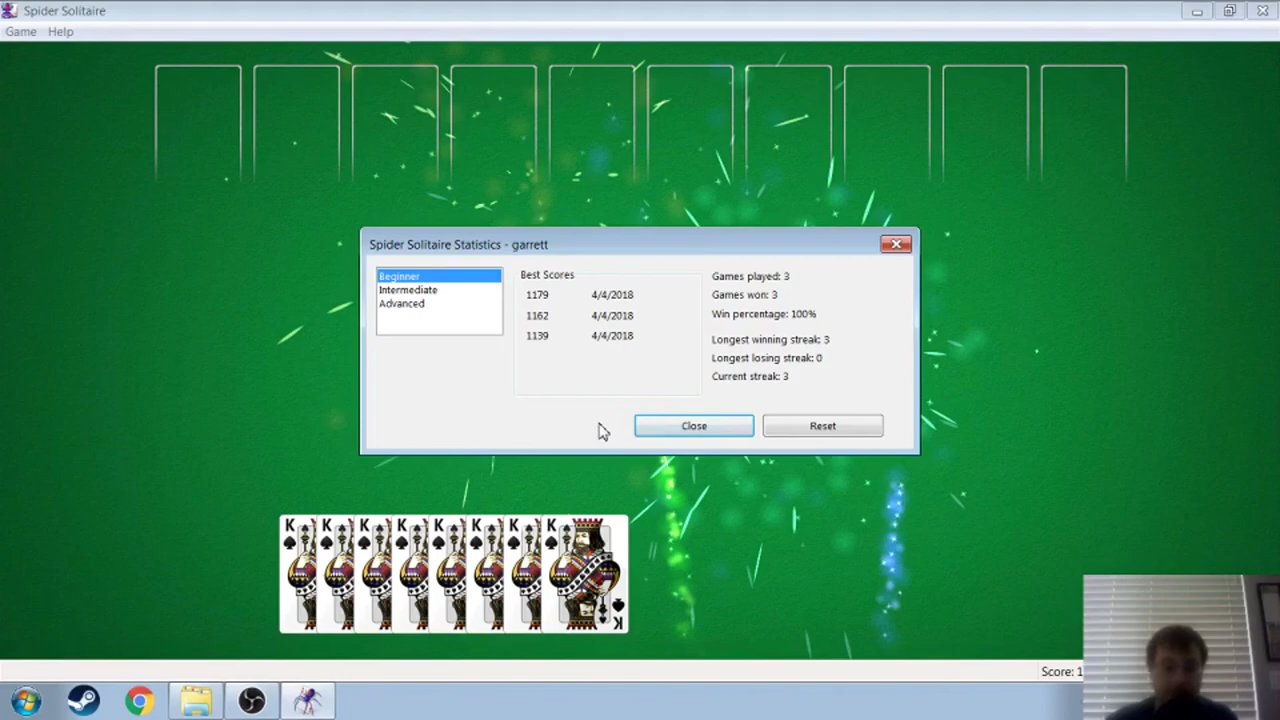 Spider Solitaire
Game Help
Spider Solitaire Statistics - garrett
Beginner
Intermediate
Advanced
Best Scores
1179 4/4/2018
1162 4/4/2018
1139 4/4/2018
Games played: 3
Games won: 3
Win percentage: 100%
Longest winning streak: 3
Longest losing streak: 0
Current streak: 3
Close Reset
K K K K K K K K
K
Score: 1